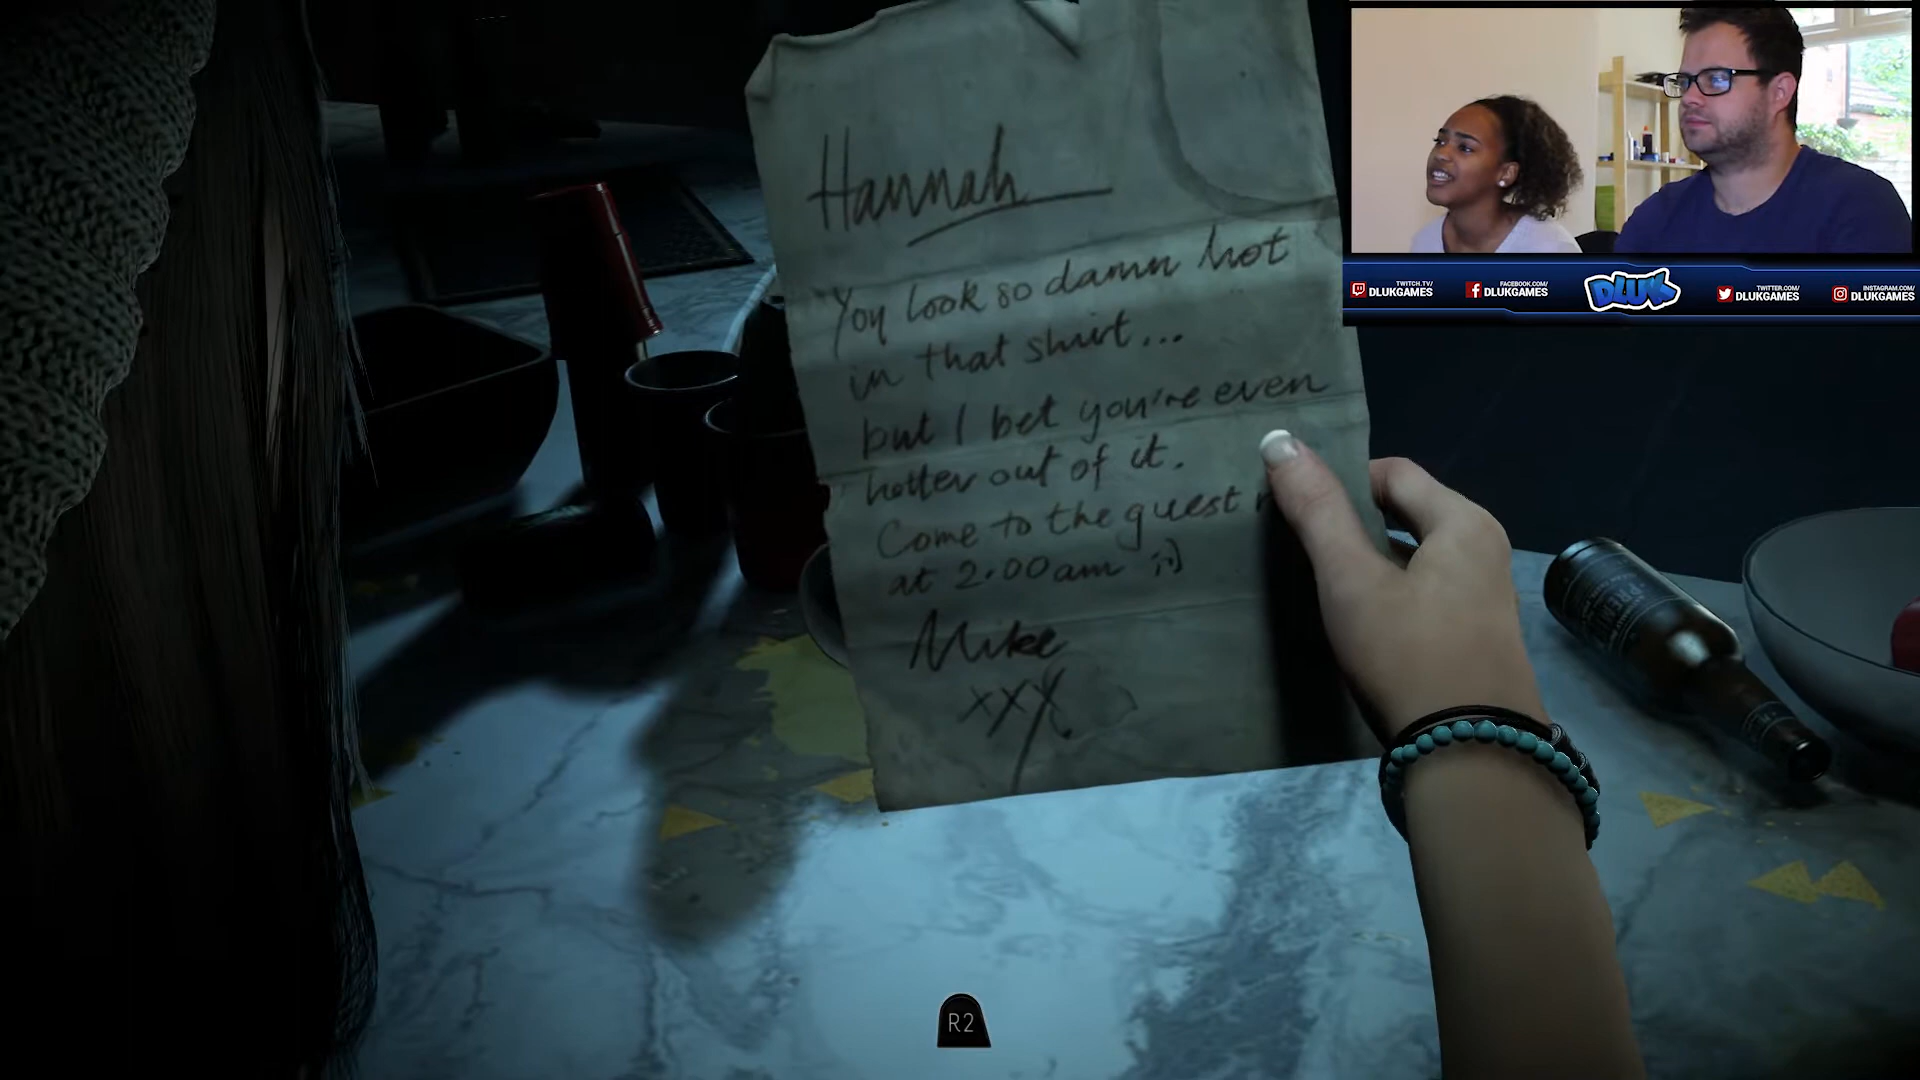 Hannah
You look so damn hot
in that shirt...
but I bet you're even
hotter out of it.
Come to the guest
at 2.00am ;)
Mike
xxx
TWITCH.TV/
DLUKGAMES
FACEBOOK.COM/
DLUKGAMES
DLUK
TWITTER.COM/
DLUKGAMES
INSTAGRAM.COM/
DLUKGAMES
R2